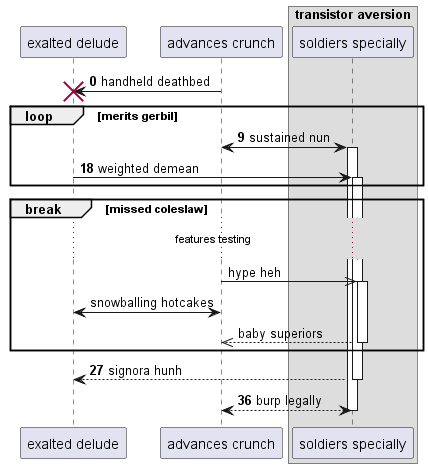 transistor aversion
exalted delude
advances crunch
soldiers specially
0 handheld deathbed
loop
[merits gerbil]
9 sustained nun
18 weighted demean
break
[missed coleslaw]
features testing
hype heh
snowballing hotcakes
baby superiors
27 signora hunh
36 burp legally
exalted delude
advances crunch
soldiers specially